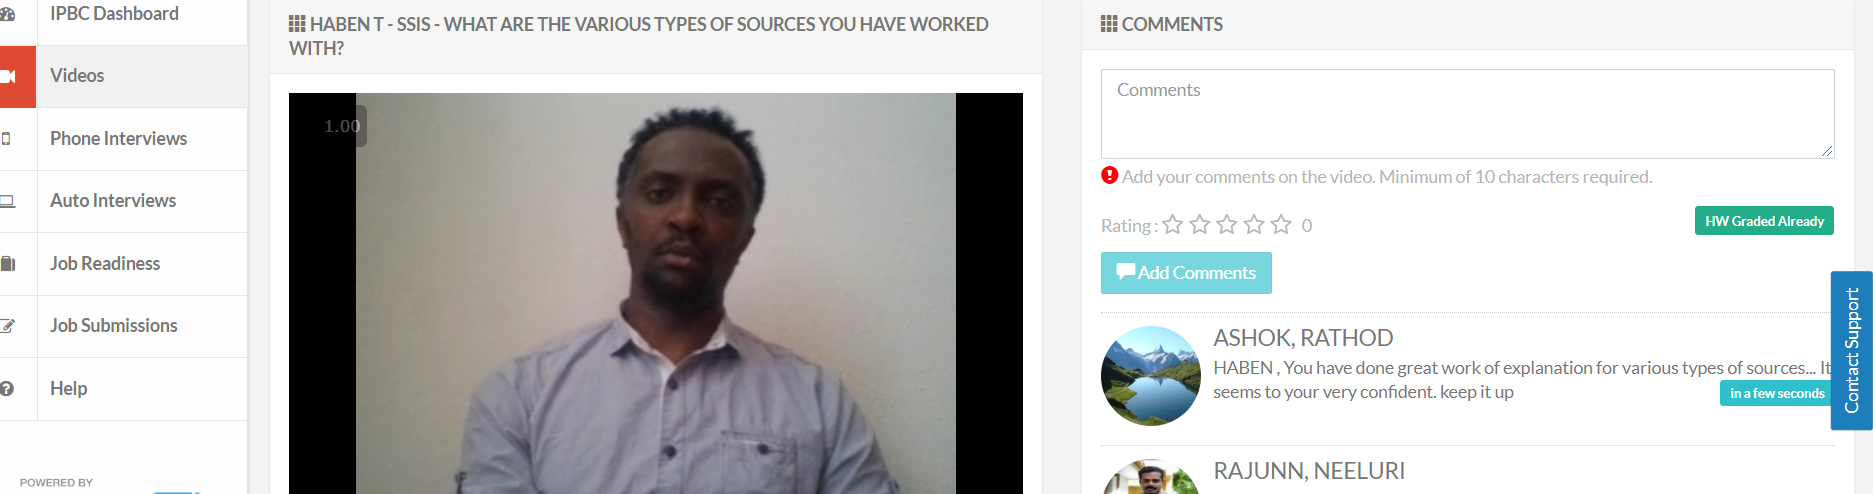 IPBC Dashboard
Videos
Phone Interviews
Auto Interviews
Job Readiness
Job Submissions
Help
POWERED BY
HABEN T - SSIS - WHAT ARE THE VARIOUS TYPES OF SOURCES YOU HAVE WORKED
WITH?
1.00
COMMENTS
Comments
Add your comments on the video. Minimum of 10 characters required.
Rating : 0
HW Graded Already
Add Comments
ASHOK, RATHOD
HABEN , You have done great work of explanation for various types of sources... It
seems to your very confident. keep it up
in a few seconds
RAJUNN, NEELURI
Contact Support